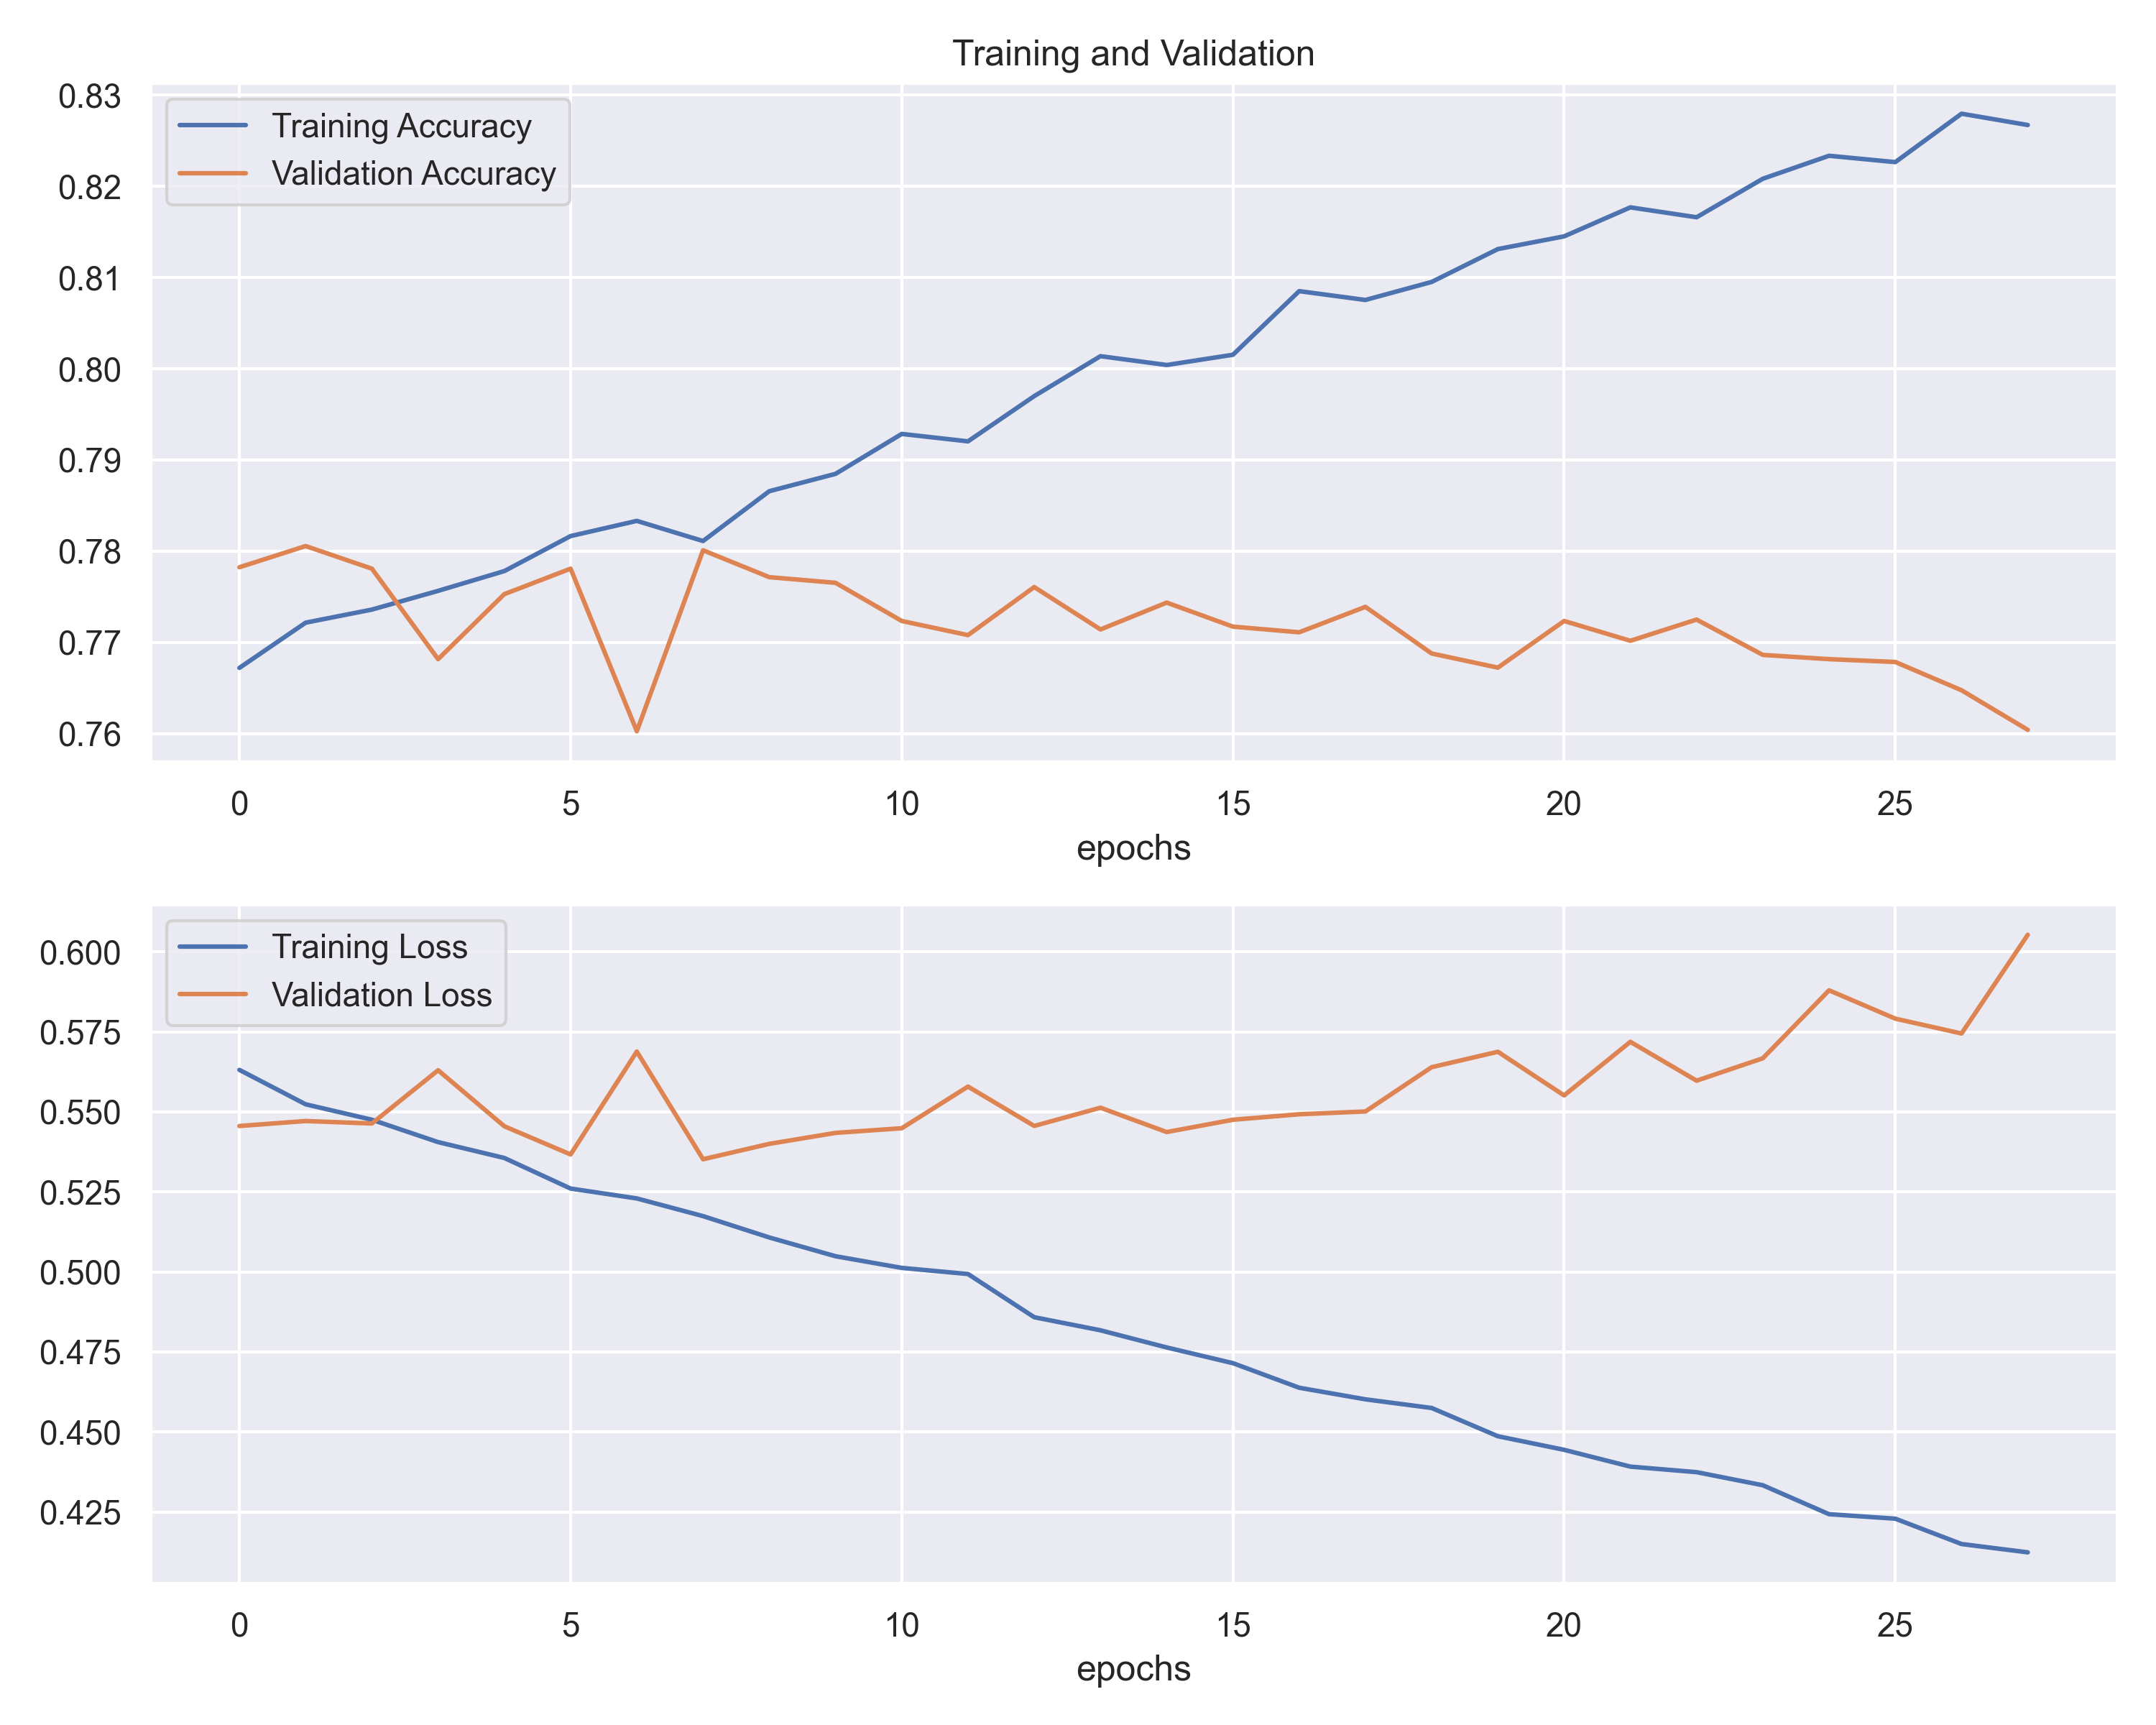 Training and Validation
0.83
0.82
0.81
0.80
0.79
0.78
0.77
0.76
Training Accuracy
Validation Accuracy
0 5 10 15 20 25
epochs
0.600
0.575
0.550
0.525
0.500
0.475
0.450
0.425
Training Loss
Validation Loss
0 5 10 15 20 25
epochs